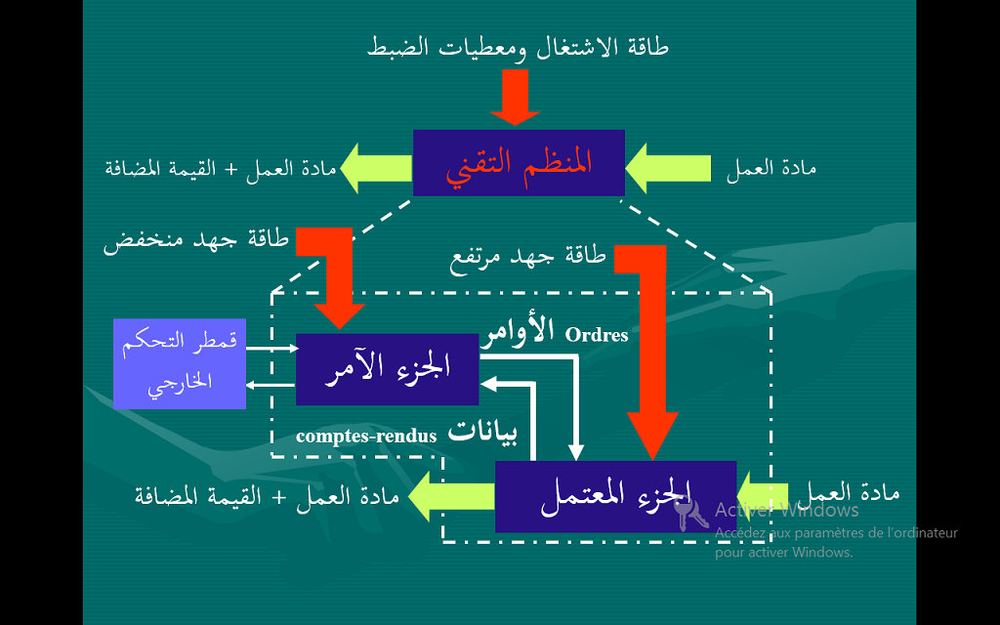 طاقة الاشتغال ومعطيات الضبط
مادة العمل
المنظم التقني
مادة العمل + القيمة المضافة
طاقة جهد منخفض
طاقة جهد مرتفع
الأوامر Ordres
قمطر التحكم
الخارجي
الجزء الآمر
بيانات comptes-rendus
مادة العمل
الجزء المعتمل
مادة العمل + القيمة المضافة
Activer Windows
Accédez aux paramètres de l'ordinateur
pour activer Windows.